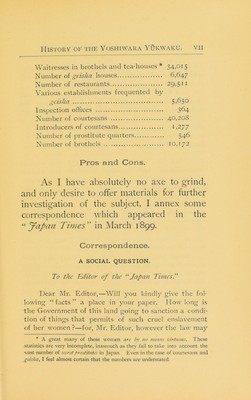 HISTORY OF THE YOSHIWARA YŪKWAKU. VII
Waitresses in brothels and tea-houses * 34,015
Number of geisha houses.................. 6,647
Number of restaurants.................... 29,511
Various establishments frequented by
geisha ................................... 5,650
Inspection offices ........................ 364
Number of courtesans .................... 40,208
Introducers of courtesans................. 1,277
Number of prostitute quarters............ 546
Number of brothels ...................... 10,172
Pros and Cons.
As I have absolutely no axe to grind,
and only desire to offer materials for further
investigation of the subject, I annex some
correspondence which appeared in the
“ Japan Times ” in March 1899.
Correspondence.
A SOCIAL QUESTION.
To the Editor of the “Japan Times.”
Dear Mr. Editor,—Will you kindly give the fol-
lowing “facts” a place in your paper. How long is
the Government of this land going to sanction a condi-
tion of things that permits of such cruel enslavement
of her women ?—for, Mr. Editor, however the law may
* A great many of these women are by no means virtuous. These
statistics are very incomplete, inasmuch as they fail to take into account the
vast number of secret prostitutes in Japan. Even in the case of courtesans and
geisha, I feel almost certain that the numbers are understated.